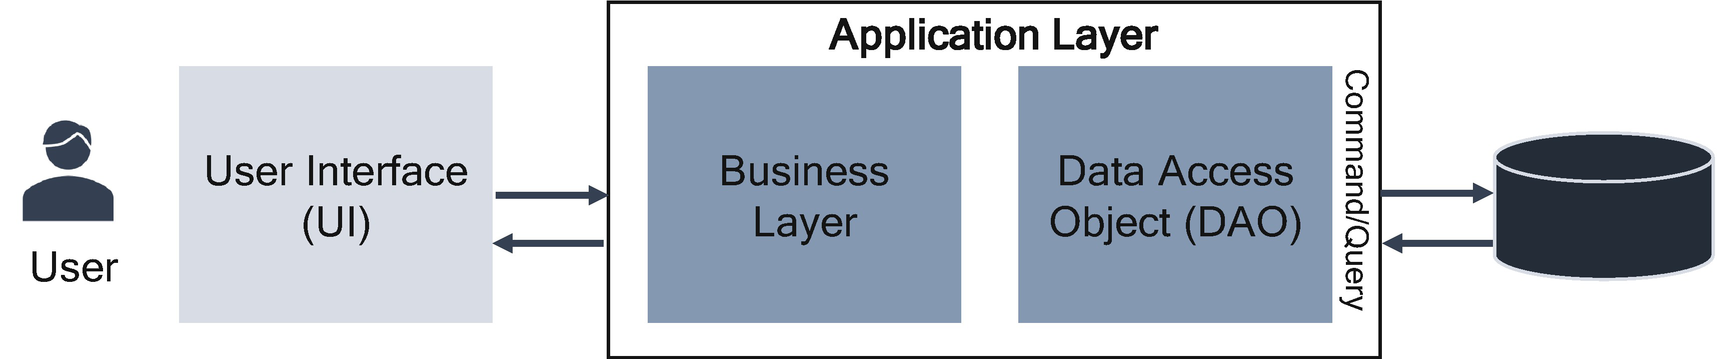 Application Layer
User
User Interface
(UI)
Business
Layer
Data Access
Object (DAO)
Command/Query